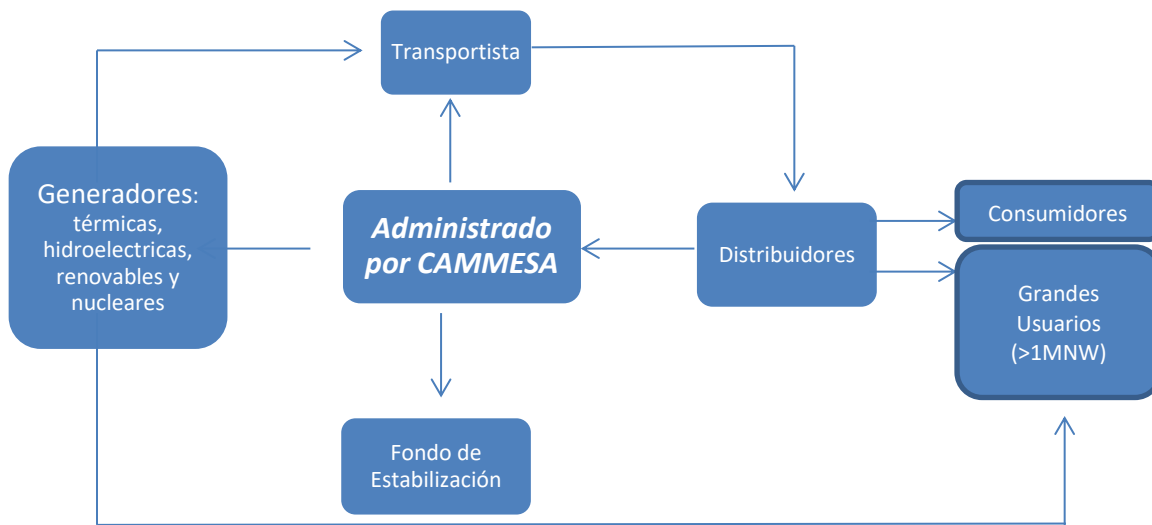 Transportista
Generadores:
térmicas,
hidroelectricas,
renovables y
nucleares
Administrado
por CAMMESA
Distribuidores
Consumidores
Grandes
Usuarios
(>1MNW)
Fondo de
Estabilización